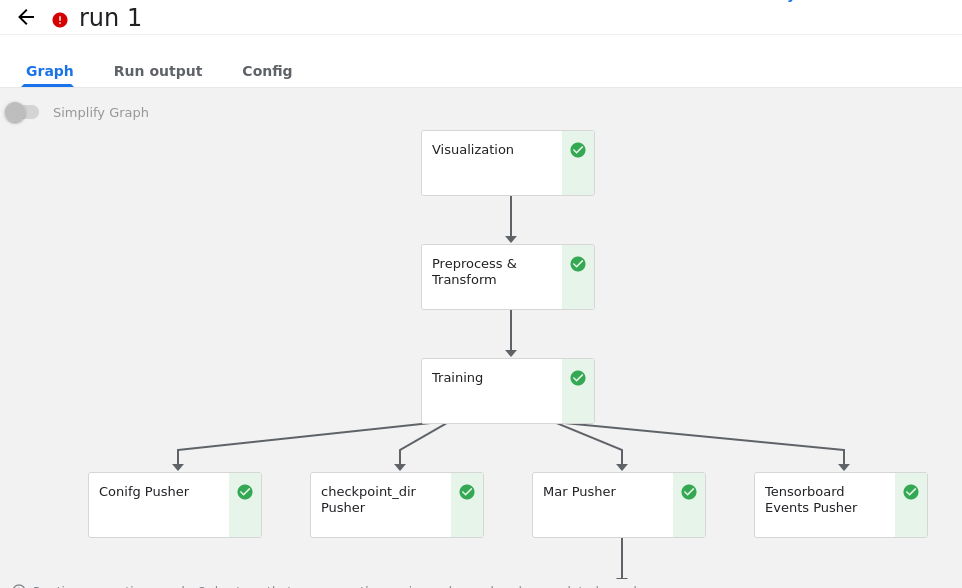 run 1
Graph
Run output
Config
Simplify Graph
Visualization
Preprocess &
Transform
Training
Conifg Pusher
checkpoint_dir
Pusher
Mar Pusher
Tensorboard
Events Pusher